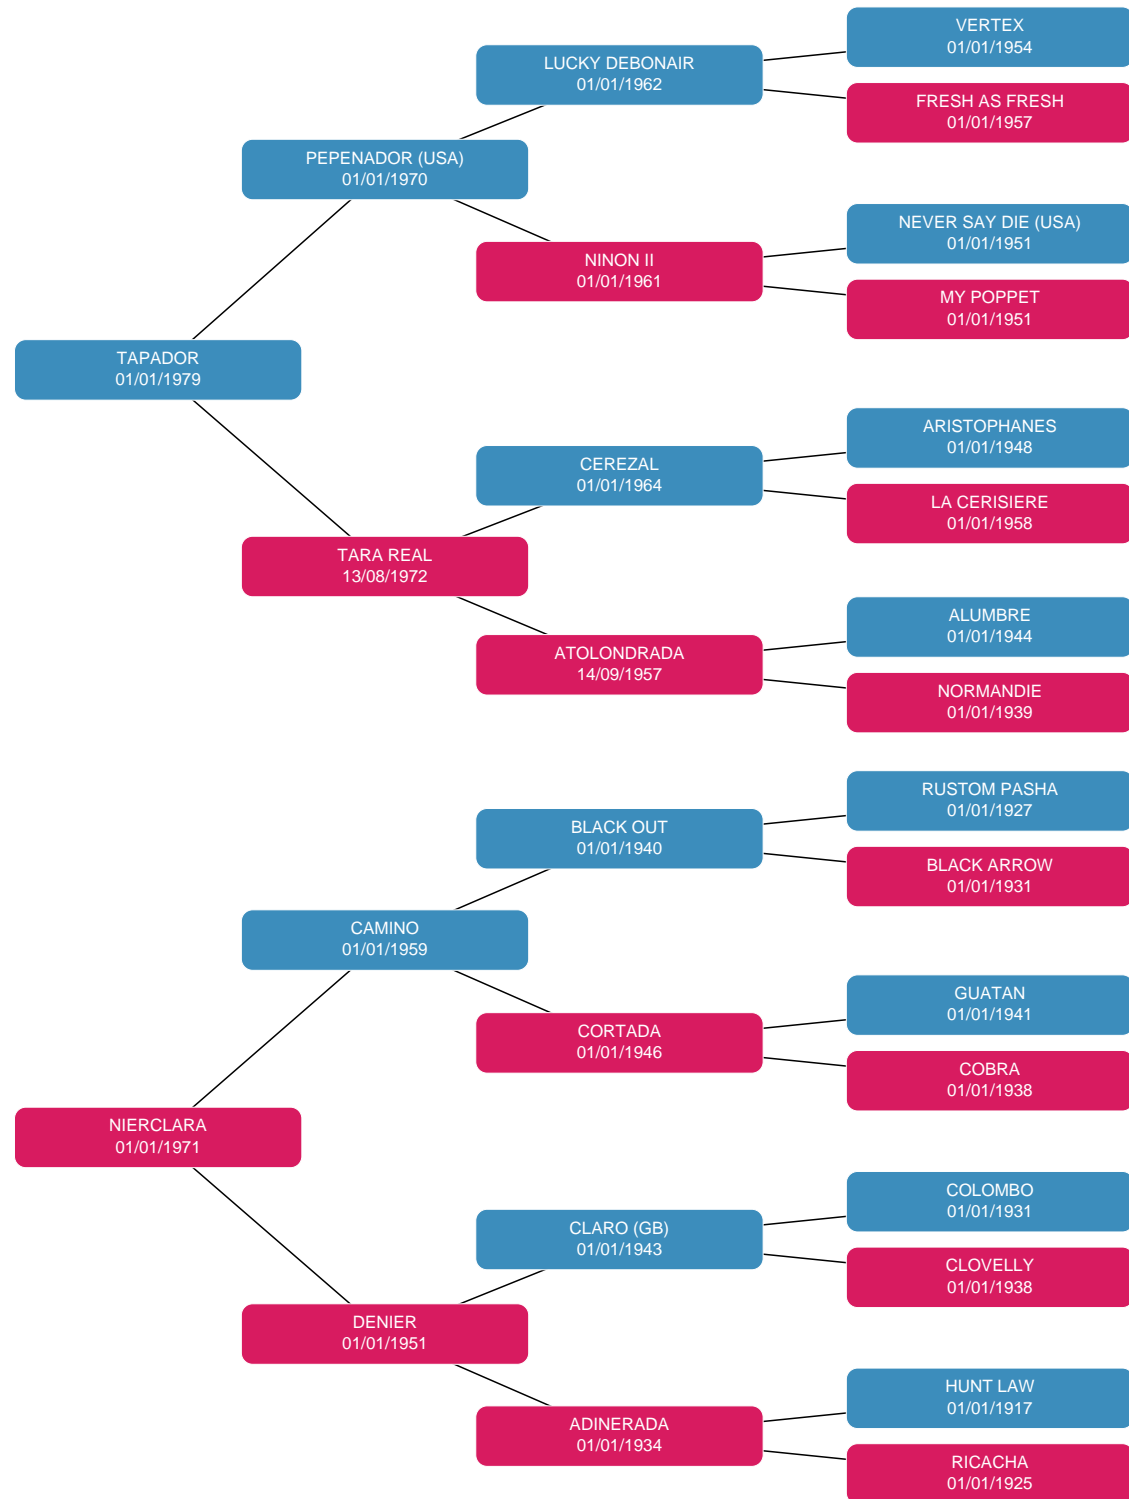 VERTEX
01/01/1954
LUCKY DEBONAIR
01/01/1962
FRESH AS FRESH
01/01/1957
PEPENADOR (USA)
01/01/1970
NEVER SAY DIE (USA)
01/01/1951
NINON II
01/01/1961
MY POPPET
01/01/1951
TAPADOR
01/01/1979
ARISTOPHANES
01/01/1948
CEREZAL
01/01/1964
LA CERISIERE
01/01/1958
TARA REAL
13/08/1972
ALUMBRE
01/01/1944
ATOLONDRADA
14/09/1957
NORMANDIE
01/01/1939
RUSTOM PASHA
01/01/1927
BLACK OUT
01/01/1940
BLACK ARROW
01/01/1931
CAMINO
01/01/1959
GUATAN
01/01/1941
CORTADA
01/01/1946
COBRA
01/01/1938
NIERCLARA
01/01/1971
COLOMBO
01/01/1931
CLARO (GB)
01/01/1943
CLOVELLY
01/01/1938
DENIER
01/01/1951
HUNT LAW
01/01/1917
ADINERADA
01/01/1934
RICACHA
01/01/1925